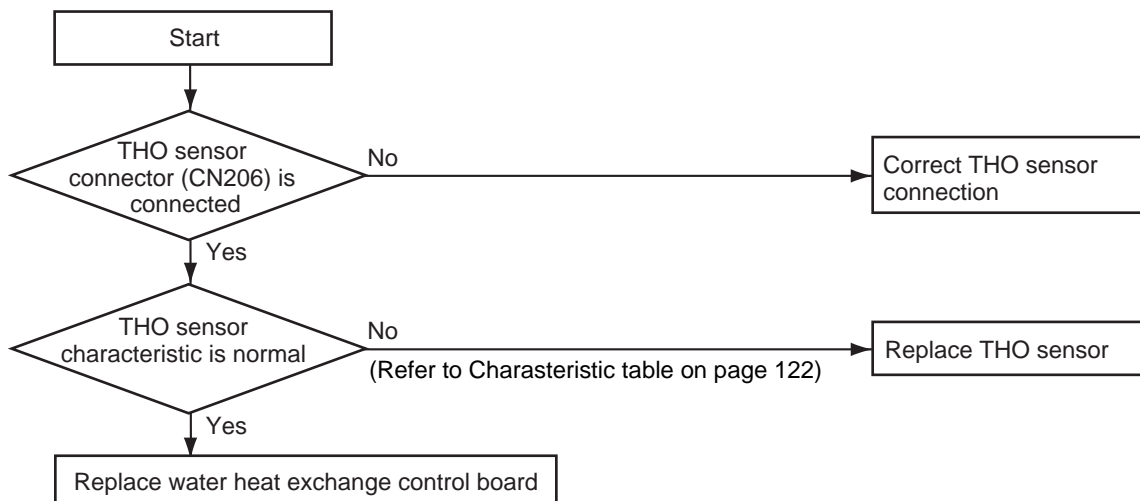 Start
THO sensor
connector (CN206) is
connected
No
Correct THO sensor
connection
Yes
THO sensor
characteristic is normal
No
(Refer to Charasteristic table on page 122)
Replace THO sensor
Yes
Replace water heat exchange control board